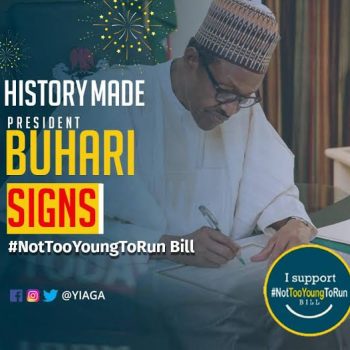 HISTORY MADE
PRESIDENT
BUHARI
SIGNS
#NotTooYoungToRun Bill
@YIAGA
I support
#NotTooYoungToRun
BILL